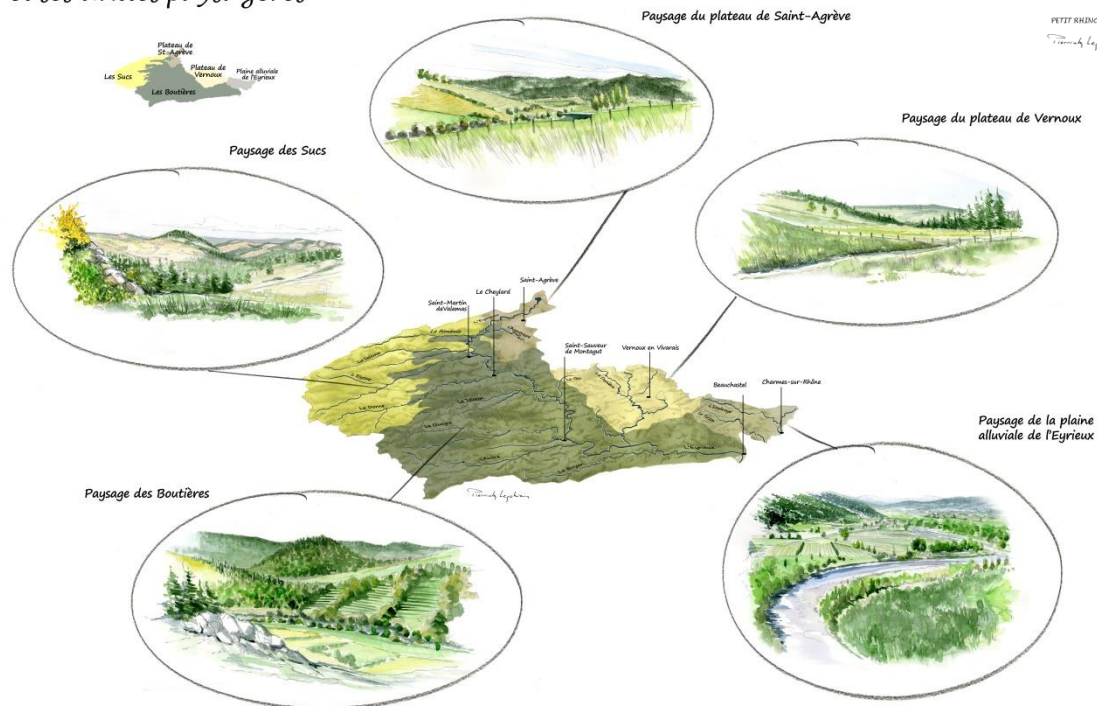 et ses unités paysagères
PETIT RHINO
Plateau de
St-Agrève
Les Sucs
Plateau de
Vernoux
Plaine alluviale
de l'Eyrieux
Les Boutières
Paysage du plateau de Saint-Agrève
Paysage du plateau de Vernoux
Paysage des Sucs
Saint-Agrève
Le Cheylard
Saint-Martin
de Valamas
Saint-Sauveur
de Montagut
Vernoux en Vivarais
Beauchastel
Charmes-sur-Rhône
La Dorne
L'Eyrieux
Paysage de la plaine
alluviale de l'Eyrieux
Paysage des Boutières